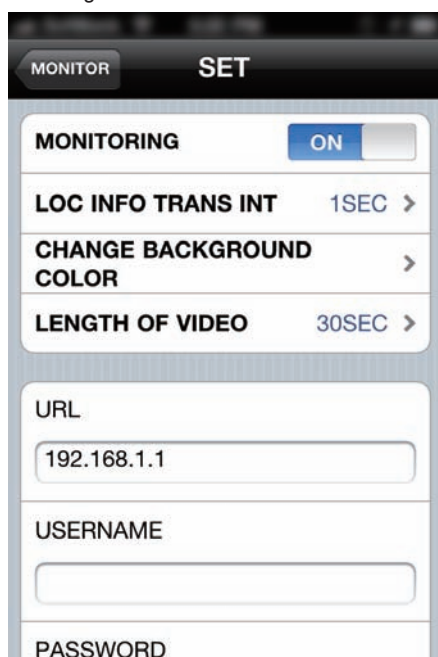 MONITOR
SET
MONITORING
ON
LOC INFO TRANS INT 1SEC
CHANGE BACKGROUND
COLOR
LENGTH OF VIDEO 30SEC
URL
192.168.1.1
USERNAME
PASSWORD